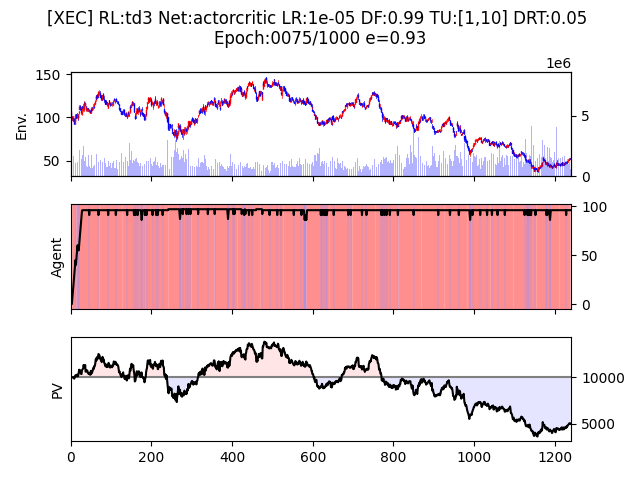 [XEC] RL:td3 Net:actorcritic LR:1e-05 DF:0.99 TU:[1,10] DRT:0.05
Epoch:0075/1000 e=0.93
1e6
150
100
50
Env.
5
0
Agent
100
50
0
PV
10000
5000
0
200
400
600
800
1000
1200